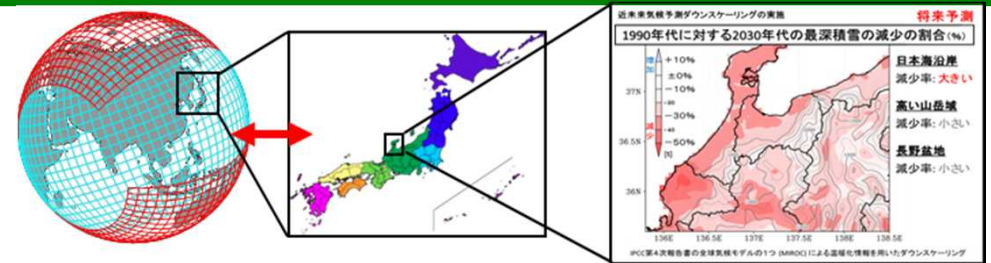 近未来気候予測ダウンスケーリングの実施
将来予測
1990年代に対する2030年代の最深積雪の減少の割合(%)
増加
+10%
±0%
-10%
-30%
減少
-50%
[%]
37N
36.5N
36N
136E 136.5E 137E 137.5E 138E 138.5E
日本海沿岸
減少率: 大きい
高い山岳域
減少率: 小さい
長野盆地
減少率: 小さい
IPCC第4次報告書の全球気候モデルの1つ (MIROC) による温暖化情報を用いたダウンスケーリング